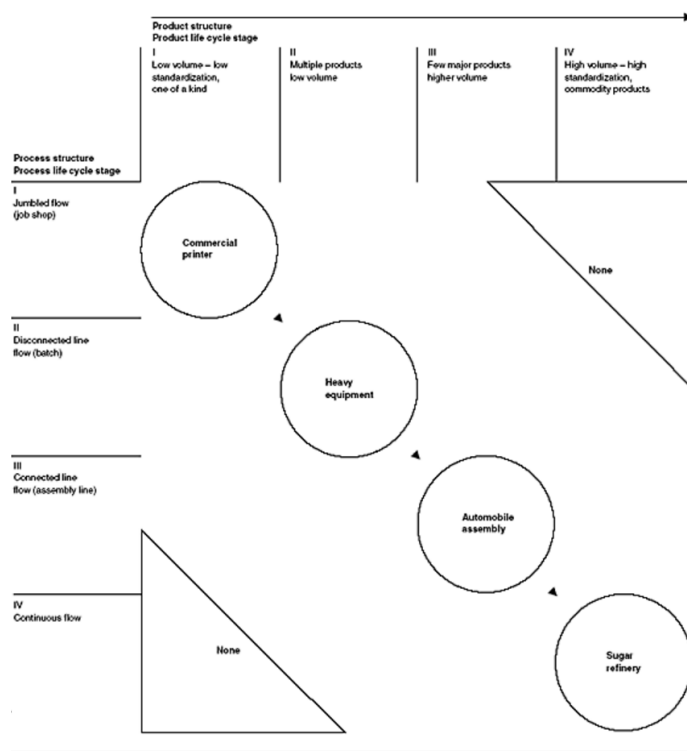 Product structure
Product life cycle stage
I
Low volume – low
standardization,
one of a kind
II
Multiple products
low volume
III
Few major products
higher volume
IV
High volume – high
standardization,
commodity products
Process structure
Process life cycle stage
I
Jumbled flow
(job shop)
Commercial
printer
None
II
Disconnected line
flow (batch)
Heavy
equipment
III
Connected line
flow (assembly line)
Automobile
assembly
IV
Continuous flow
None
Sugar
refinery